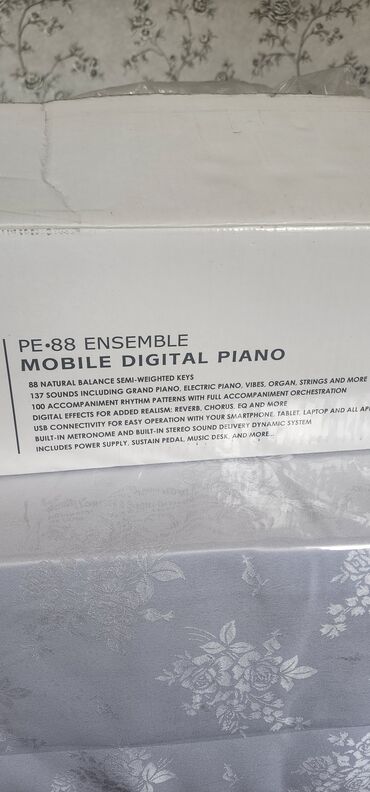 PE•88 ENSEMBLE
MOBILE DIGITAL PIANO
88 NATURAL BALANCE SEMI-WEIGHTED KEYS
137 SOUNDS INCLUDING GRAND PIANO, ELECTRIC PIANO, VIBES, ORGAN, STRINGS AND MORE
100 ACCOMPANIMENT RHYTHM PATTERNS WITH FULL ACCOMPANIMENT ORCHESTRATION
DIGITAL EFFECTS FOR ADDED REALISM: REVERB, CHORUS, EQ AND MORE
USB CONNECTIVITY FOR EASY OPERATION WITH YOUR SMARTPHONE, TABLET, LAPTOP AND ALL
BUILT-IN METRONOME AND BUILT-IN STEREO SOUND DELIVERY DYNAMIC SYSTEM
INCLUDES POWER SUPPLY, SUSTAIN PEDAL, MUSIC DESK, AND MORE...